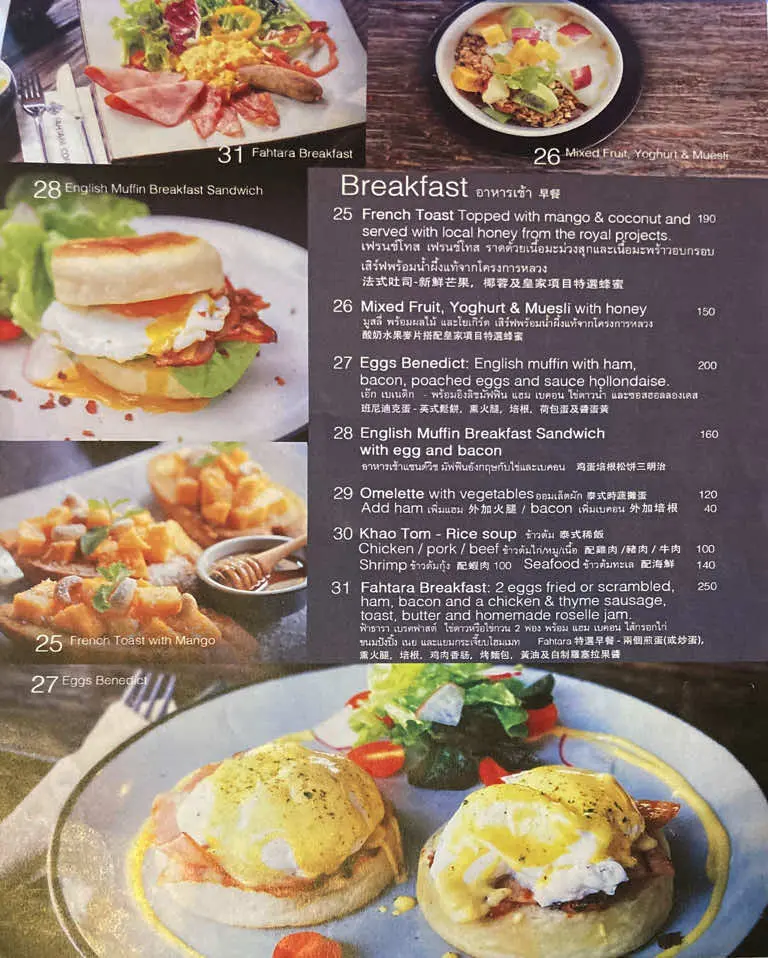 31 Fahtara Breakfast
26 Mixed Fruit, Yoghurt & Muesli
28 English Muffin Breakfast Sandwich
Breakfast อาหารเช้า 早餐
25 French Toast Topped with mango & coconut and 190
served with local honey from the royal projects.
เฟรนช์โทส เฟรนช์โทส ราดด้วยเนื้อมะม่วงสุกและเนื้อมะพร้าวอบกรอบ
เสิร์ฟพร้อมน้ำผึ้งแท้จากโครงการหลวง
法式吐司-新鮮芒果, 椰蓉及皇家項目特選蜂蜜
26 Mixed Fruit, Yoghurt & Muesli with honey 150
มูสลี่ พร้อมผลไม้ และโยเกิร์ต เสิร์ฟพร้อมน้ำผึ้งแท้จากโครงการหลวง
酸奶水果麥片搭配皇家項目特選蜂蜜
27 Eggs Benedict: English muffin with ham, 200
bacon, poached eggs and sauce hollondaise.
เอ๊ก เบเนดิก - พร้อมอิงลิชมัฟฟิน แฮม เบคอน ไข่ดาวน้ำ และซอสฮอลลองเดส
班尼迪克蛋 - 英式鬆餅, 熏火腿, 培根, 荷包蛋及醬蛋黃
28 English Muffin Breakfast Sandwich 160
with egg and bacon
อาหารเช้าแซนด์วิช มัฟฟินอังกฤษกับไข่และเบคอน 鸡蛋培根松饼三明治
29 Omelette with vegetables ออมเล็ตผัก 泰式時蔬攤蛋 120
Add ham เพิ่มแฮม 外加火腿 / bacon เพิ่มเบคอน 外加培根 40
30 Khao Tom - Rice soup ข้าวต้ม 泰式稀飯
Chicken / pork / beef ข้าวต้มไก่/หมู/เนื้อ 配雞肉/豬肉/牛肉 100
Shrimp ข้าวต้มกุ้ง 配蝦肉 100 Seafood ข้าวต้มทะเล 配海鮮 140
31 Fahtara Breakfast: 2 eggs fried or scrambled, 250
ham, bacon and a chicken & thyme sausage,
toast, butter and homemade roselle jam.
ฟ้าธารา เบรคฟาสต์ ไข่ดาวหรือไข่กวน 2 ฟอง พร้อม แฮม เบคอน ไส้กรอกไก่
ขนมปังปิ้ง เนย และแยมกระเจี๊ยบโฮมเมท Fahtara 特選早餐 - 兩個煎蛋(或炒蛋),
熏火腿, 培根, 鸡肉香肠, 烤麵包, 黃油及自制羅塞拉果醬
25 French Toast with Mango
27 Eggs Benedict